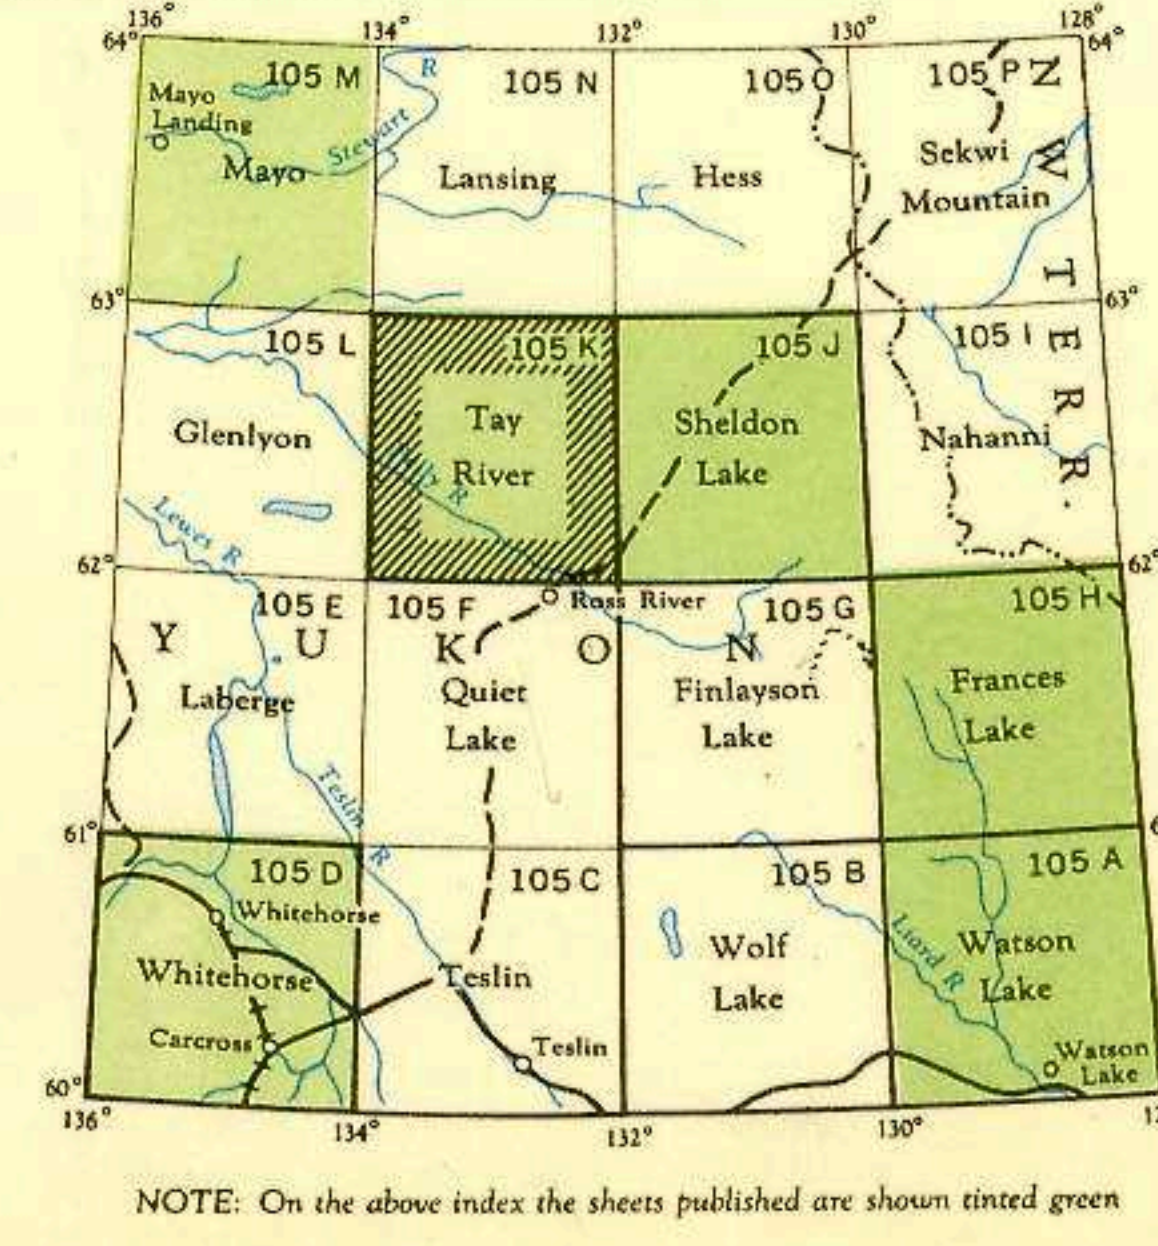 136°
134°
132°
130°
128°
64°
64°
105 M
R
105 N
105 O
105 P
N
Mayo
Landing
Stewart
Mayo
Lansing
Hess
Sekwi
Mountain
W
T
63°
63°
105 L
105 K
105 J
105 I
E
R
R.
Glenlyon
Tay
River
R
Sheldon
Lake
Nahanni
Lewes R
62°
62°
105 E
105 F
Ross River
105 G
105 H
Y U K O N
Laberge
Quiet
Lake
Finlayson
Lake
Frances
Lake
Teslin
R
61°
6
105 D
105 C
105 B
105 A
Whitehorse
Whitehorse
Teslin
Wolf
Lake
Liard R
Watson
Lake
Carcross
Teslin
Watson
Lake
60°
136°
134°
132°
130°
12
NOTE: On the above index the sheets published are shown tinted green